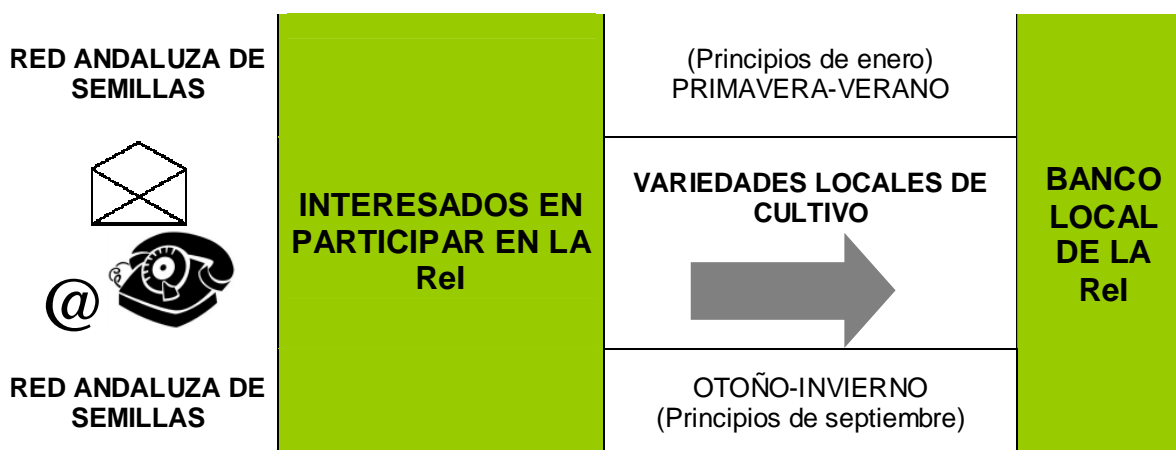 RED ANDALUZA DE
SEMILLAS
@
RED ANDALUZA DE
SEMILLAS
INTERESADOS EN
PARTICIPAR EN LA
ReI
(Principios de enero)
PRIMAVERA-VERANO
VARIEDADES LOCALES DE
CULTIVO
OTOÑO-INVIERNO
(Principios de septiembre)
BANCO
LOCAL
DE LA
ReI